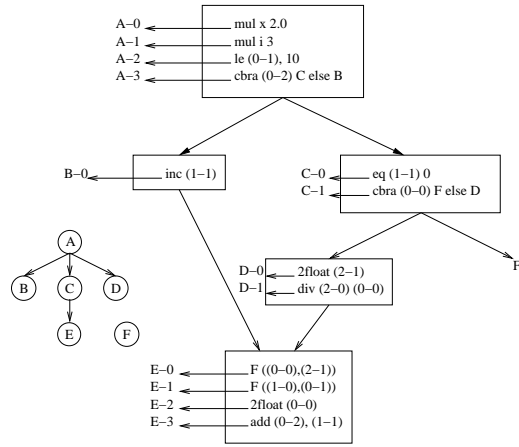 A–0 mul x 2.0
A–1 mul i 3
A–2 le (0–1), 10
A–3 cbra (0–2) C else B
B–0 inc (1–1)
C–0 eq (1–1) 0
C–1 cbra (0–0) F else D
F
D–0 2float (2–1)
D–1 div (2–0) (0–0)
A
B C D
E F
E–0 F ((0–0),(2–1))
E–1 F ((1–0),(0–1))
E–2 2float (0–0)
E–3 add (0–2), (1–1)